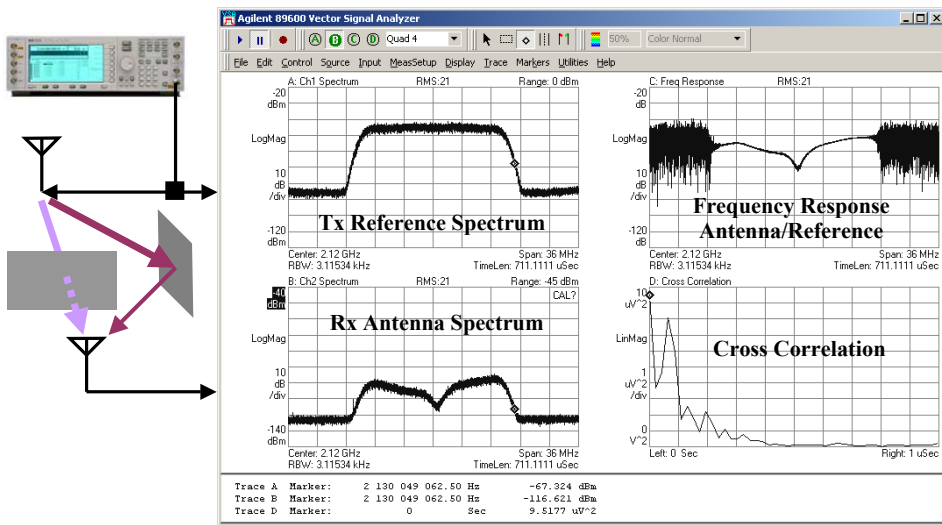 Agilent 89600 Vector Signal Analyzer
A B C D Quad 4 50% Color Normal
File Edit Control Source Input MeasSetup Display Trace Markers Utilities Help
A: Ch1 Spectrum RMS:21 Range: 0 dBm
-20
dBm
LogMag
10
dB
/div
-120
dBm
Tx Reference Spectrum
Center: 2.12 GHz Span: 36 MHz
RBW: 3.11534 kHz TimeLen: 711.1111 uSec
C: Freq Response RMS:21
-20
dB
LogMag
10
dB
/div
-120
dB
Frequency Response
Antenna/Reference
Center: 2.12 GHz Span: 36 MHz
RBW: 3.11534 kHz TimeLen: 711.1111 uSec
B: Ch2 Spectrum RMS:21 Range: -45 dBm
-40
dBm
CAL?
Rx Antenna Spectrum
LogMag
10
dB
/div
-140
dBm
Center: 2.12 GHz Span: 36 MHz
RBW: 3.11534 kHz TimeLen: 711.1111 uSec
D: Cross Correlation
10
uV^2
LinMag
Cross Correlation
1
uV^2
/div
0
V^2
Left: 0 Sec Right: 1 uSec
Trace A Marker: 2 130 049 062.50 Hz -67.324 dBm
Trace B Marker: 2 130 049 062.50 Hz -116.621 dBm
Trace D Marker: 0 Sec 9.5177 uV^2